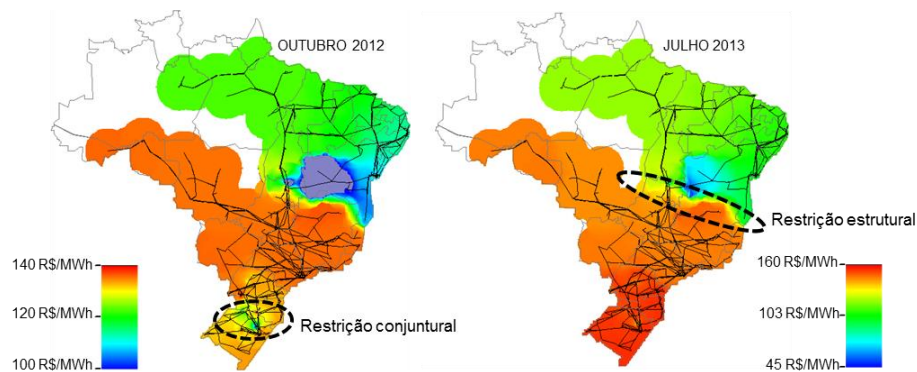 OUTUBRO 2012
140 R$/MWh
120 R$/MWh
100 R$/MWh
Restrição conjuntural
JULHO 2013
Restrição estrutural
160 R$/MWh
103 R$/MWh
45 R$/MWh